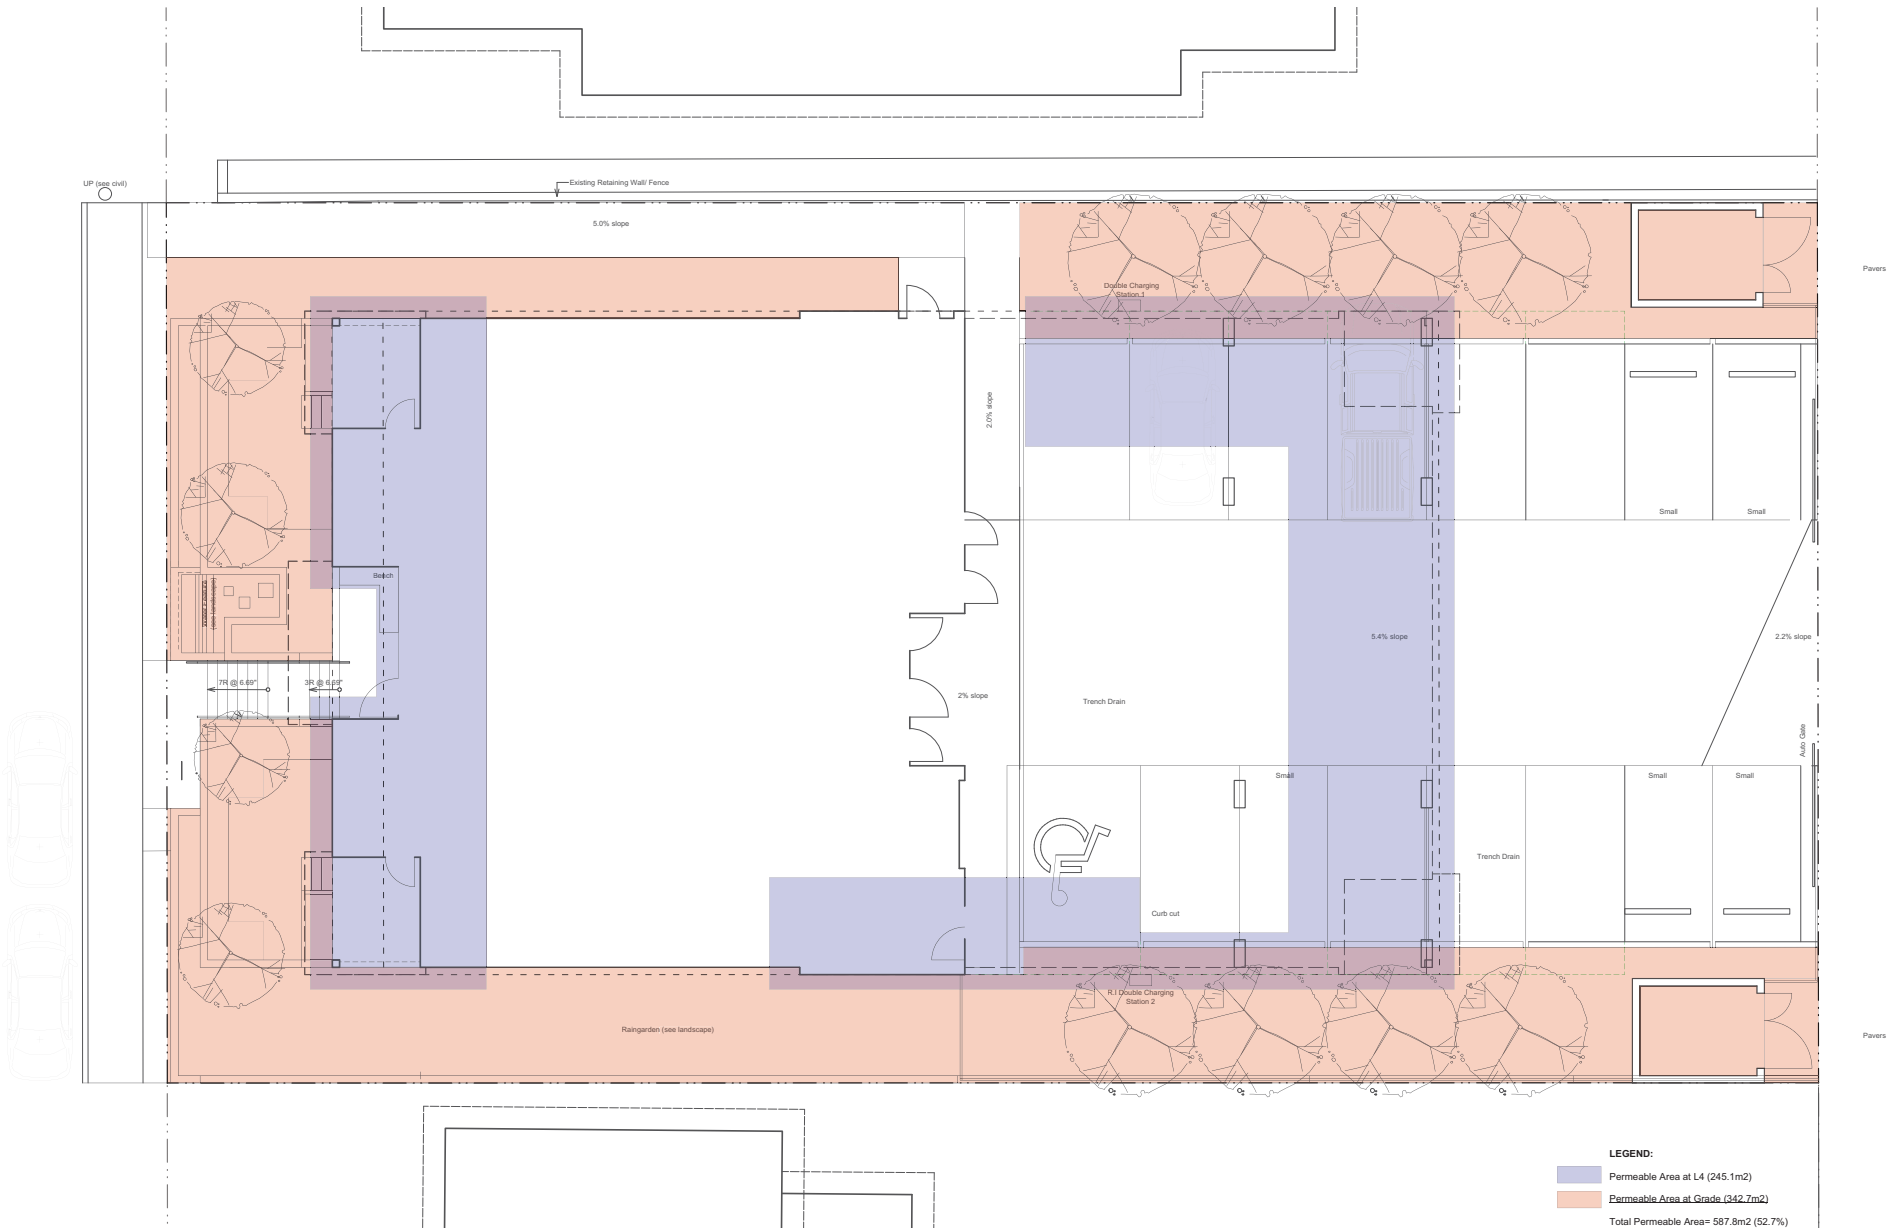 UP (see civil)
Existing Retaining Wall/ Fence
5.0% slope
Pavers
Double Charging
Station 1
2.0% slope
Small
Small
Bench
(see landscape)
5.4% slope
2.2% slope
7R @ 6.69"
3R @ 6.69"
2% slope
Trench Drain
Auto Gate
Small
Small
Small
Trench Drain
Curb cut
R.I Double Charging
Station 2
Raingarden (see landscape)
Pavers
LEGEND:
Permeable Area at L4 (245.1m2)
Permeable Area at Grade (342.7m2)
Total Permeable Area= 587.8m2 (52.7%)